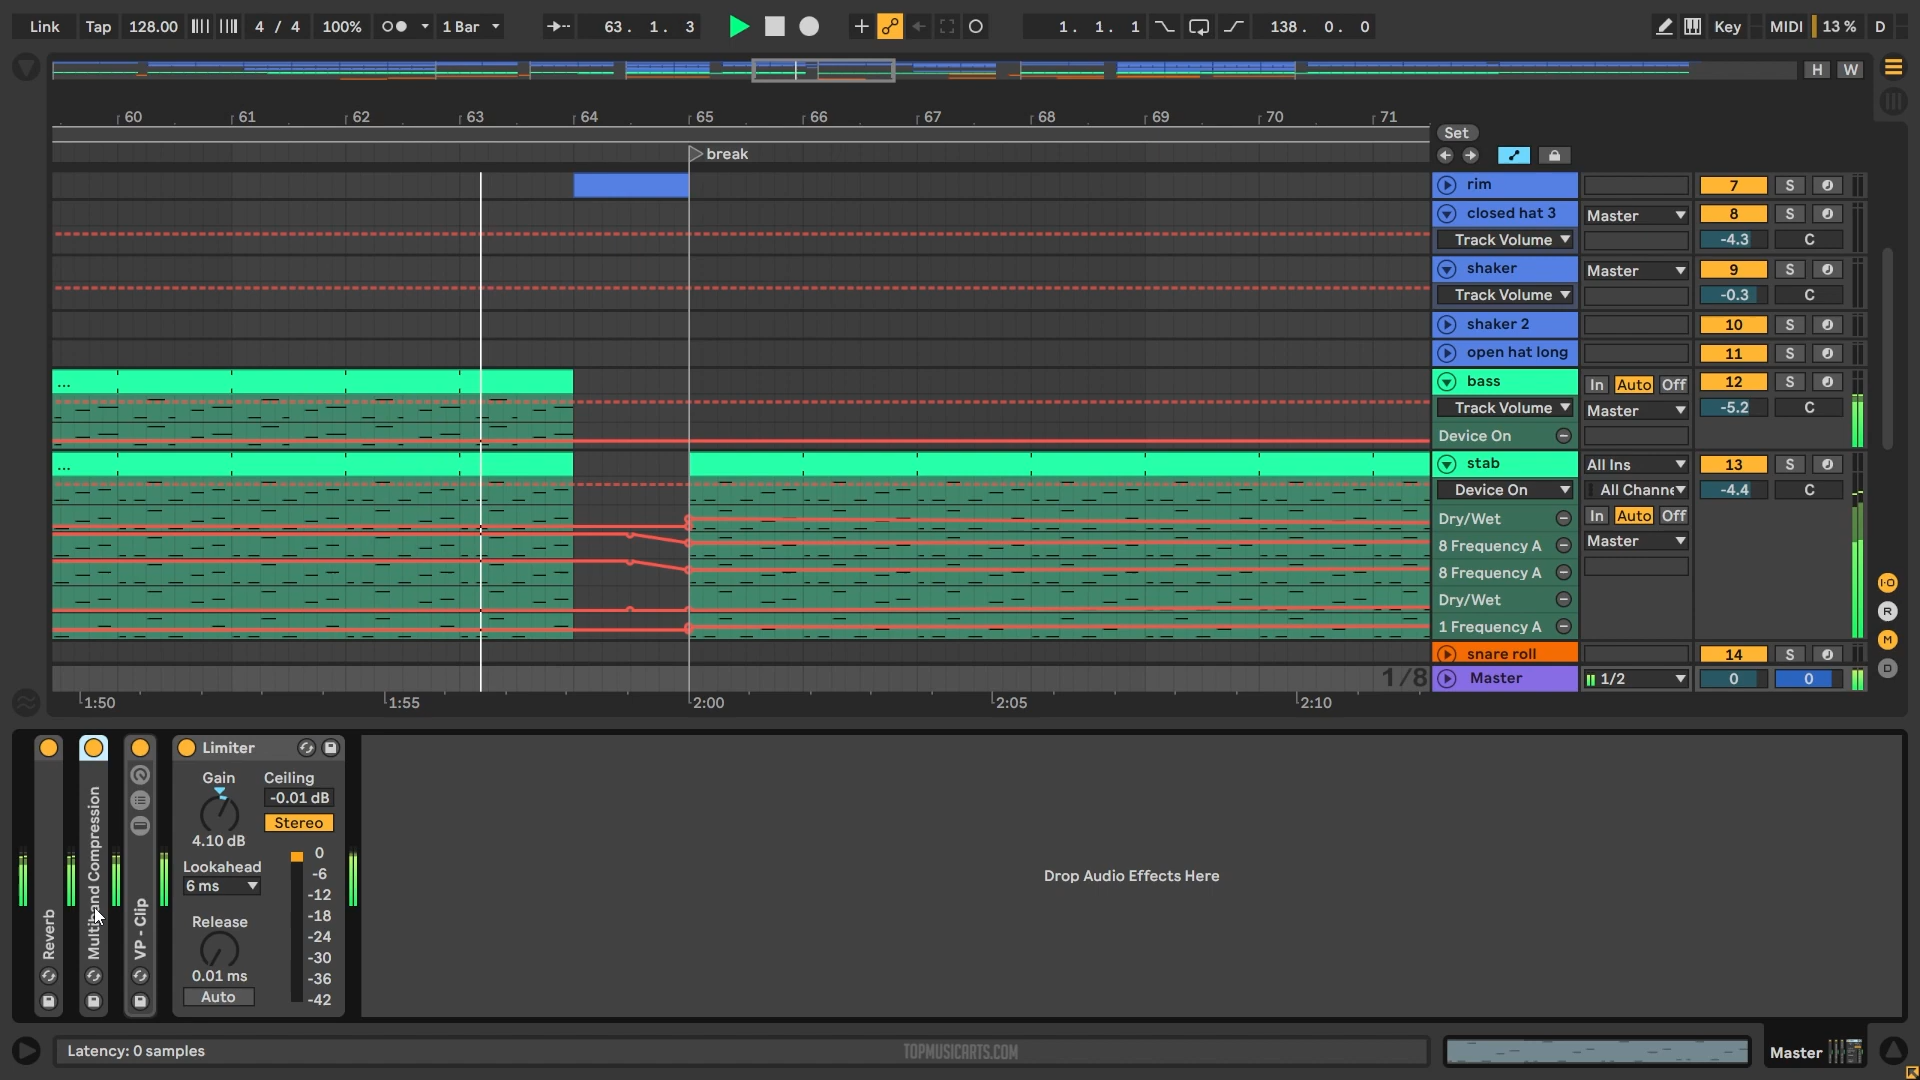 Link Tap 128.00 4 / 4 100% 1 Bar 63. 1. 3 1. 1. 1 138. 0. 0 Key MIDI 13 % D
H W
60 61 62 63 64 65 66 67 68 69 70 71
Set
break
rim 7 S
closed hat 3 Master 8 S
Track Volume -4.3 C
shaker Master 9 S
Track Volume -0.3 C
shaker 2 10 S
open hat long 11 S
... bass In Auto Off 12 S
Track Volume Master -5.2 C
Device On
... stab All Ins 13 S
Device On All Channe -4.4 C
Dry/Wet In Auto Off
8 Frequency A Master
8 Frequency A
Dry/Wet
1 Frequency A
snare roll 14 S
1/8 Master 1/2 0 0
1:50 1:55 2:00 2:05 2:10
I·O
R
M
D
Reverb
Multiband Compression
VP - Clip
Limiter
Gain Ceiling
-0.01 dB
Stereo
4.10 dB
Lookahead
6 ms
Release
0.01 ms
Auto
0
-6
-12
-18
-24
-30
-36
-42
Drop Audio Effects Here
Latency: 0 samples TOPMUSICARTS.COM Master